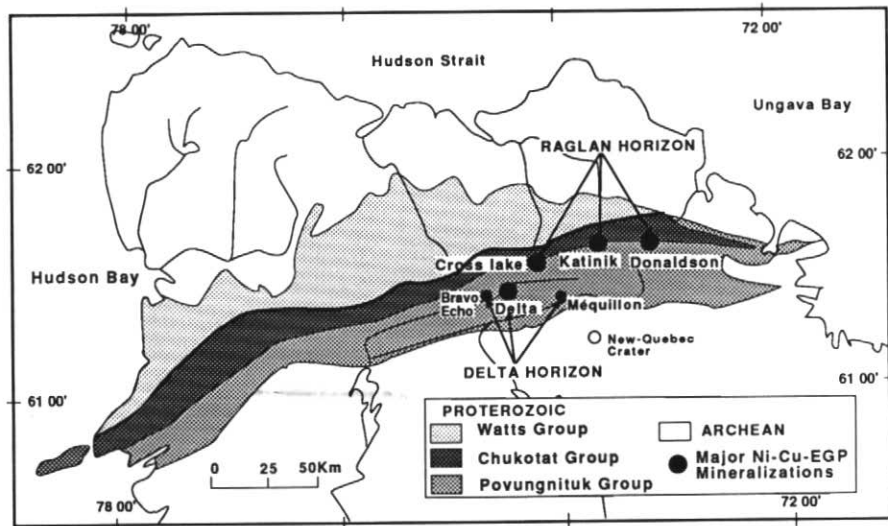 78 00'
72 00'
Hudson Strait
Ungava Bay
RAGLAN HORIZON
62 00'
62 00'
Hudson Bay
Cross lake
Katinik
Donaldson
Bravo
Echo
Delta
Méquillon
New-Quebec
Crater
DELTA HORIZON
61 00'
61 00'
PROTEROZOIC
Watts Group
Chukotat Group
Povungnituk Group
ARCHEAN
Major Ni-Cu-EGP
Mineralizations
0 25 50Km
78 00'
72 00'